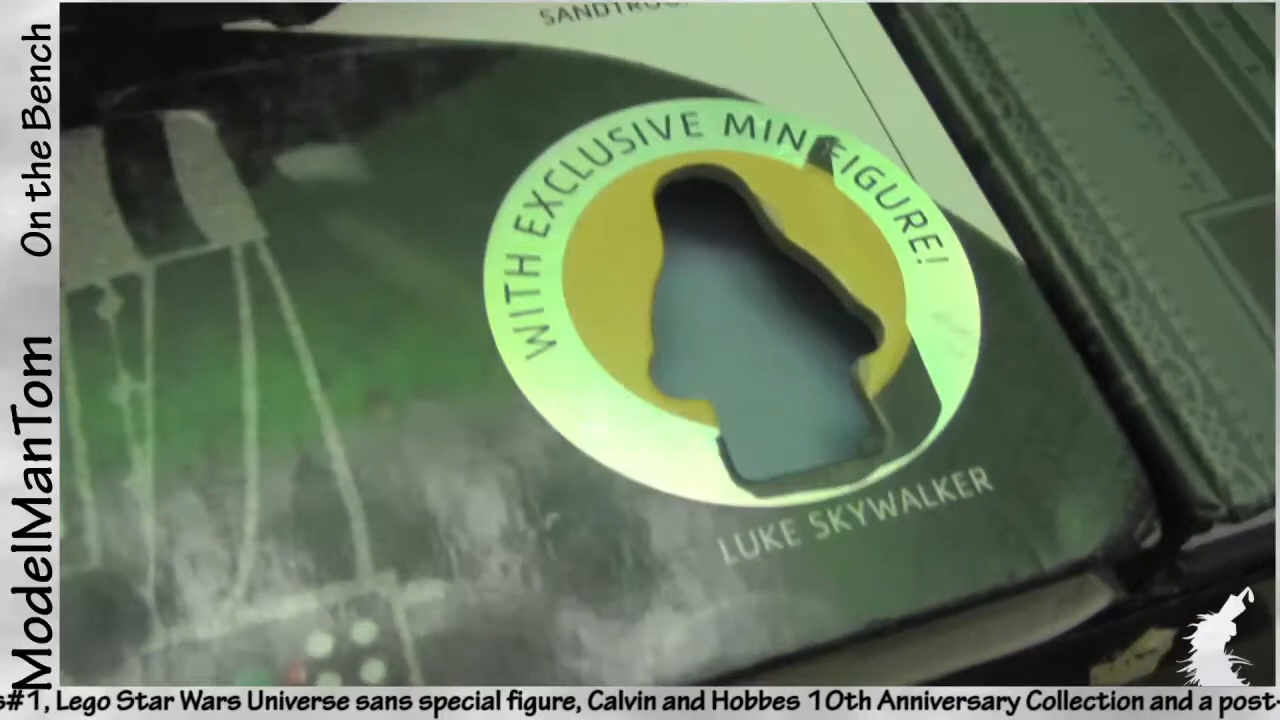 On the Bench
ModelManTom
WITH EXCLUSIVE MINIFIGURE!
LUKE SKYWALKER
#1, Lego Star Wars Universe sans special figure, Calvin and Hobbes 10th Anniversary Collection and a post